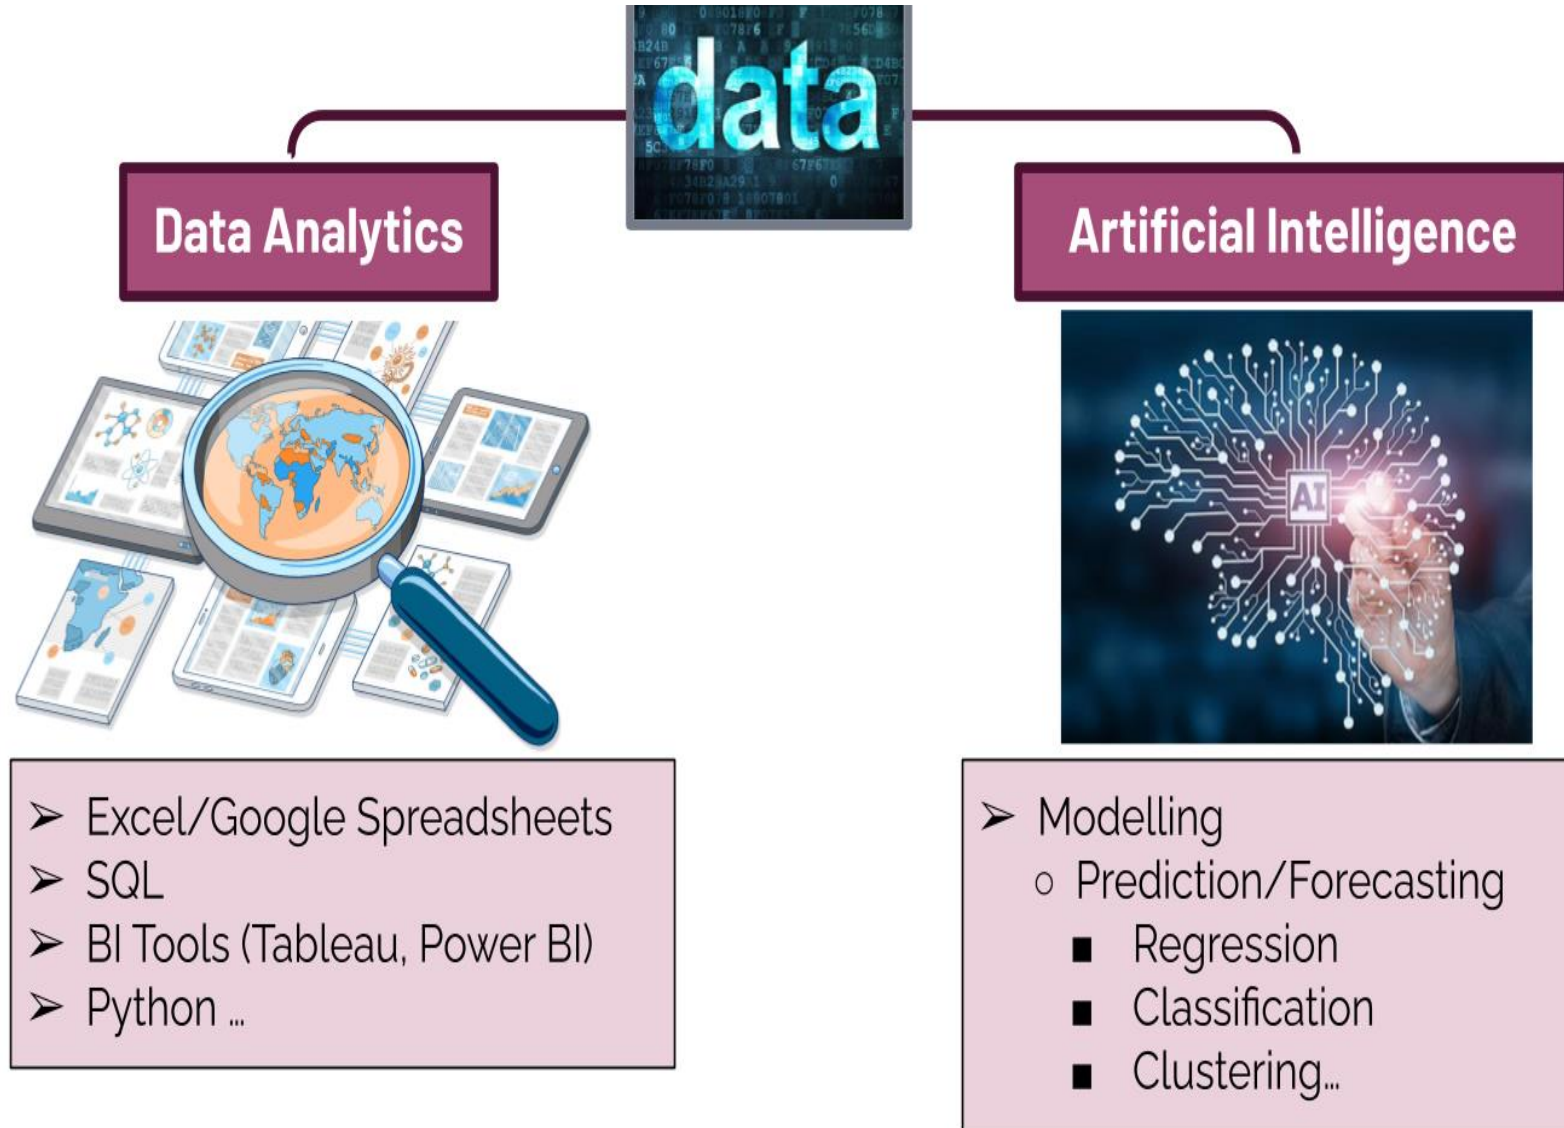 data
Data Analytics
Artificial Intelligence
AI
➢ Excel/Google Spreadsheets
➢ SQL
➢ BI Tools (Tableau, Power BI)
➢ Python ...
➢ Modelling
○ Prediction/Forecasting
■ Regression
■ Classification
■ Clustering...